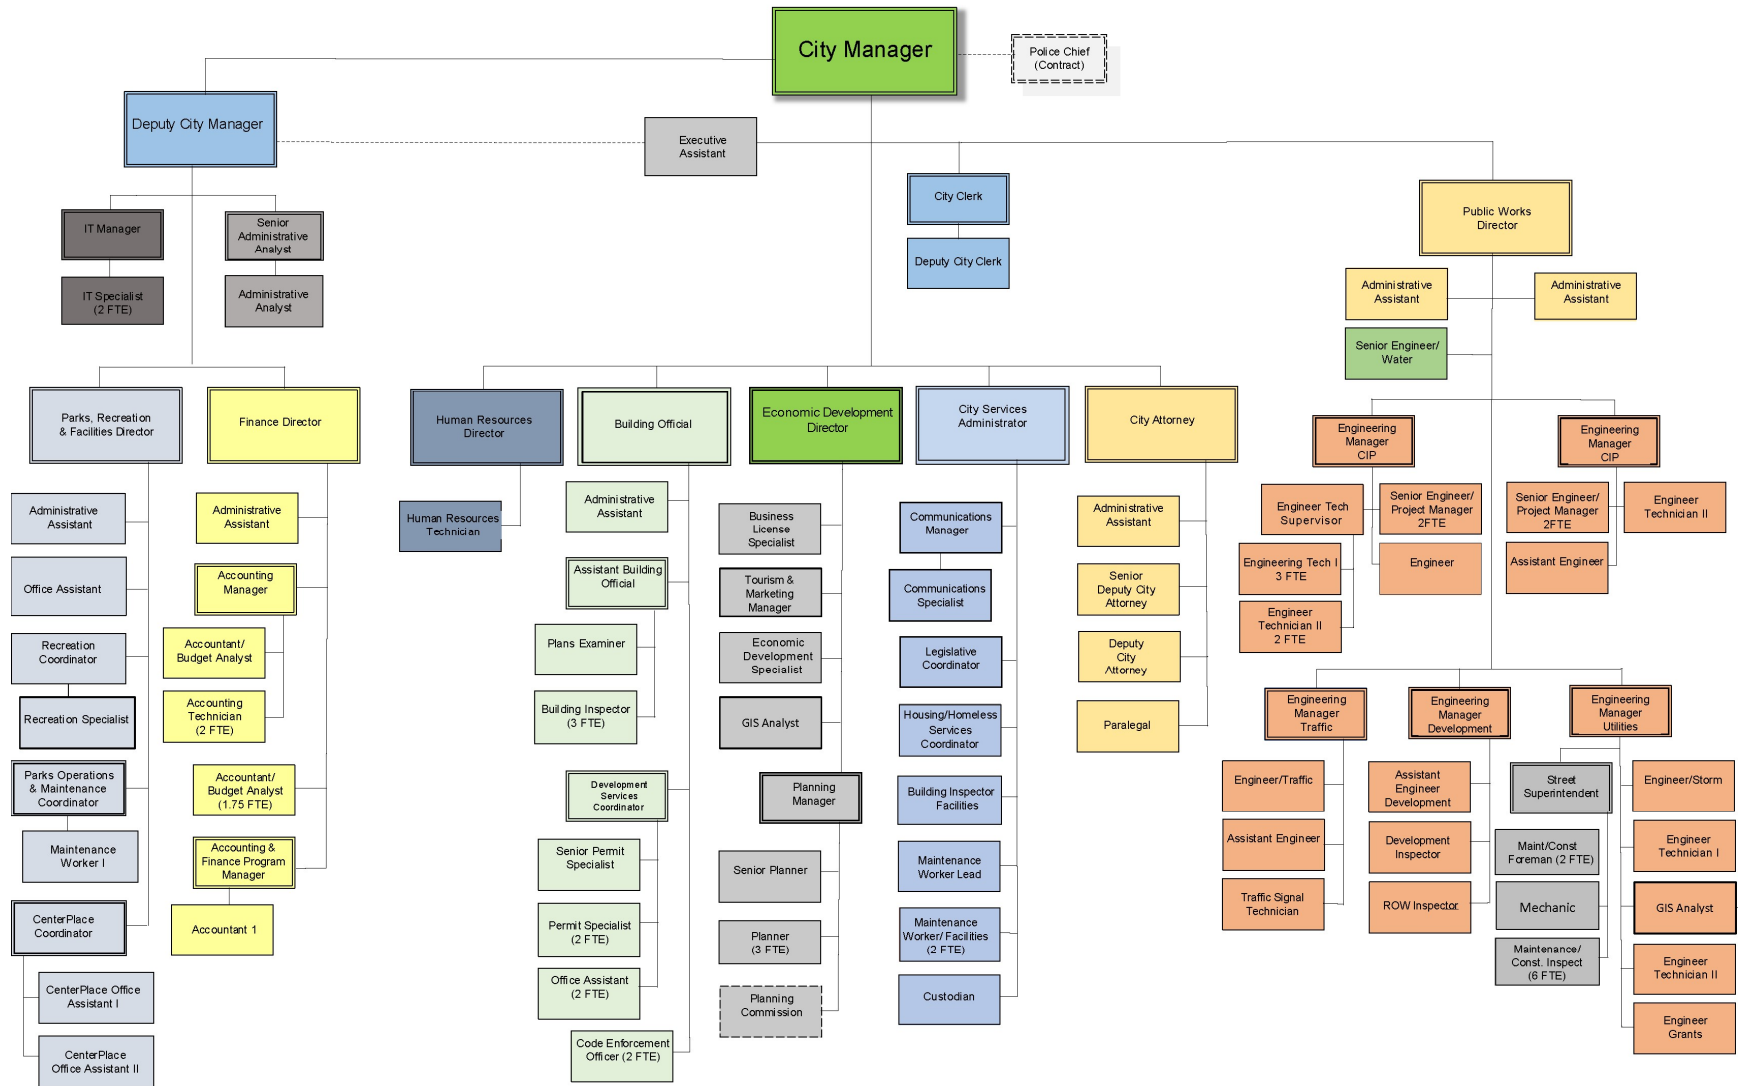 City Manager
Police Chief
(Contract)
Deputy City Manager
Executive
Assistant
City Clerk
Deputy City Clerk
Public Works
Director
IT Manager
IT Specialist
(2 FTE)
Senior
Administrative
Analyst
Administrative
Analyst
Administrative
Assistant
Administrative
Assistant
Senior Engineer/
Water
Parks, Recreation
& Facilities Director
Administrative
Assistant
Office Assistant
Recreation
Coordinator
Recreation Specialist
Parks Operations
& Maintenance
Coordinator
Maintenance
Worker I
CenterPlace
Coordinator
CenterPlace Office
Assistant I
CenterPlace
Office Assistant II
Finance Director
Administrative
Assistant
Accounting
Manager
Accountant/
Budget Analyst
Accounting
Technician
(2 FTE)
Accountant/
Budget Analyst
(1.75 FTE)
Accounting &
Finance Program
Manager
Accountant 1
Human Resources
Director
Human Resources
Technician
Building Official
Administrative
Assistant
Assistant Building
Official
Plans Examiner
Building Inspector
(3 FTE)
Development
Services
Coordinator
Senior Permit
Specialist
Permit Specialist
(2 FTE)
Office Assistant
(2 FTE)
Code Enforcement
Officer (2 FTE)
Economic Development
Director
Business
License
Specialist
Tourism &
Marketing
Manager
Economic
Development
Specialist
GIS Analyst
Planning
Manager
Senior Planner
Planner
(3 FTE)
Planning
Commission
City Services
Administrator
Communications
Manager
Communications
Specialist
Legislative
Coordinator
Housing/Homeless
Services
Coordinator
Building Inspector
Facilities
Maintenance
Worker Lead
Maintenance
Worker/ Facilities
(2 FTE)
Custodian
City Attorney
Administrative
Assistant
Senior
Deputy City
Attorney
Deputy
City
Attorney
Paralegal
Engineering
Manager
CIP
Engineer Tech
Supervisor
Engineering Tech I
3 FTE
Engineer
Technician II
2 FTE
Senior Engineer/
Project Manager
2FTE
Engineer
Engineering
Manager
CIP
Senior Engineer/
Project Manager
2FTE
Assistant Engineer
Engineer
Technician II
Engineering
Manager
Traffic
Engineer/Traffic
Assistant Engineer
Traffic Signal
Technician
Engineering
Manager
Development
Assistant
Engineer
Development
Development
Inspector
ROW Inspector
Engineering
Manager
Utilities
Street
Superintendent
Maint/Const
Foreman (2 FTE)
Mechanic
Maintenance/
Const. Inspect
(6 FTE)
Engineer/Storm
Engineer
Technician I
GIS Analyst
Engineer
Technician II
Engineer
Grants